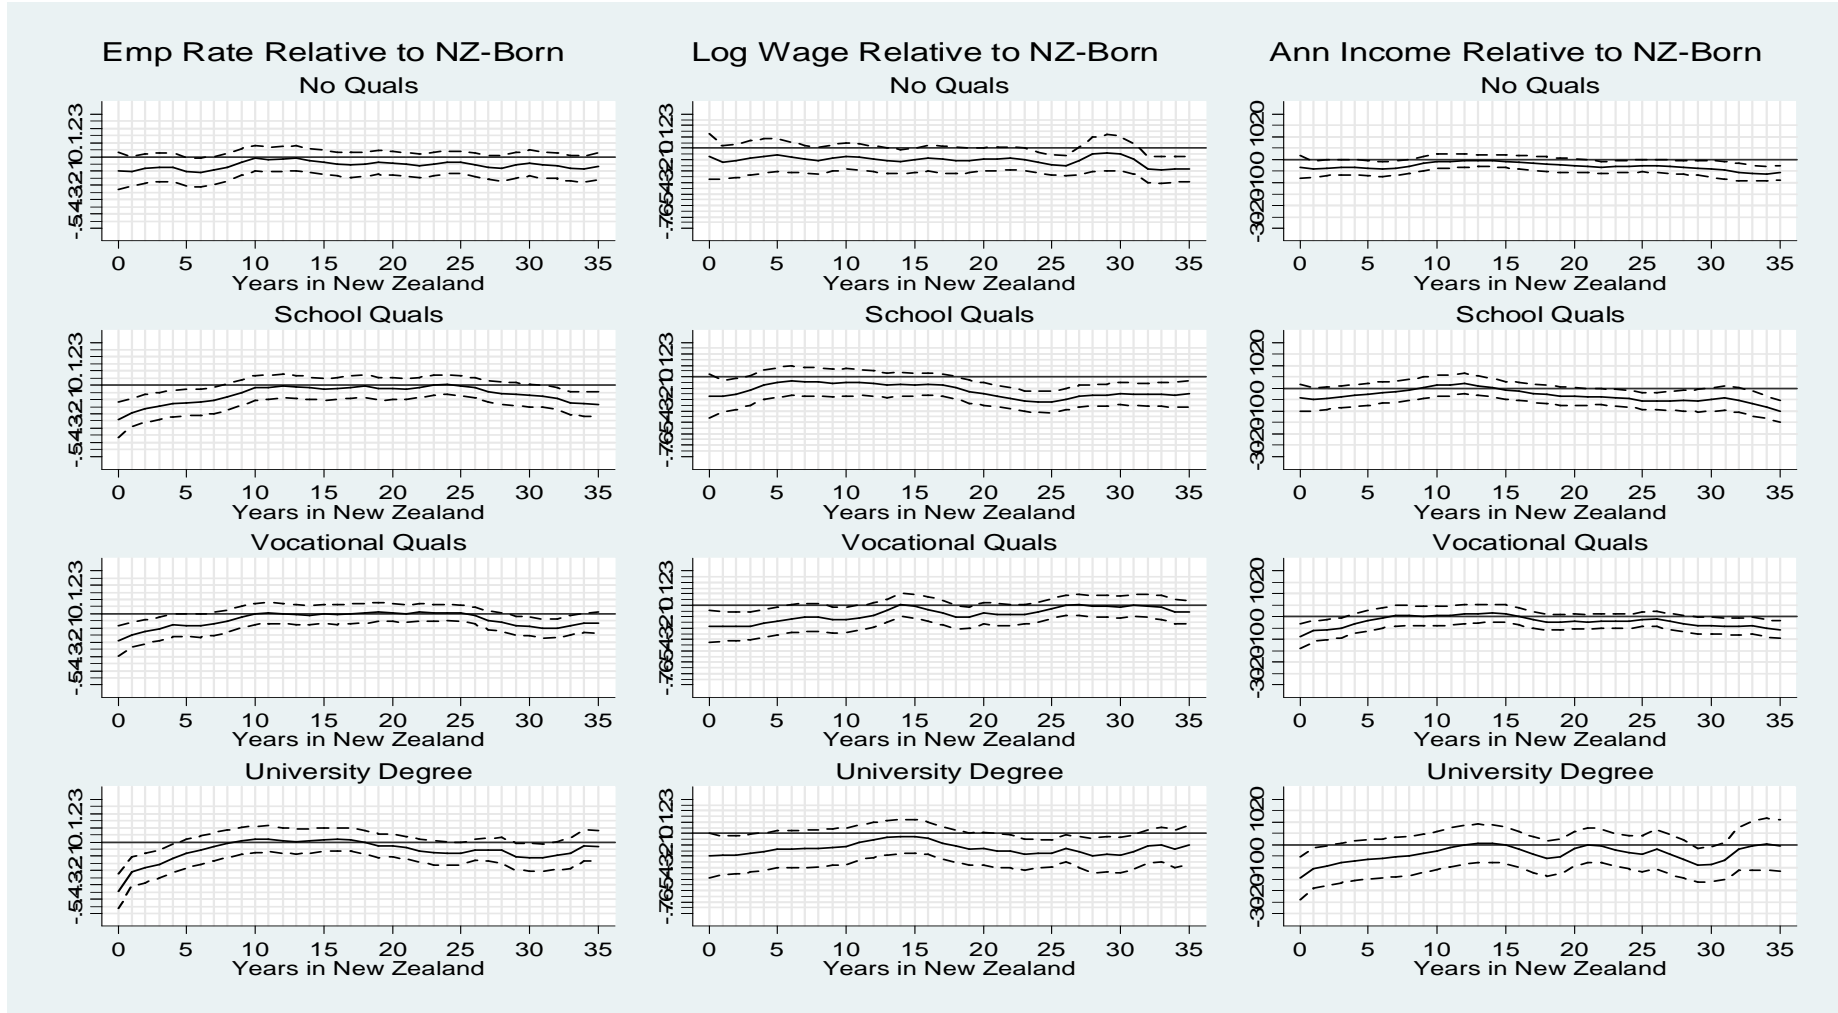 Emp Rate Relative to NZ-Born
Log Wage Relative to NZ-Born
Ann Income Relative to NZ-Born
No Quals
No Quals
No Quals
0 5 10 15 20 25 30 35
0 5 10 15 20 25 30 35
0 5 10 15 20 25 30 35
Years in New Zealand
Years in New Zealand
Years in New Zealand
School Quals
School Quals
School Quals
0 5 10 15 20 25 30 35
0 5 10 15 20 25 30 35
0 5 10 15 20 25 30 35
Years in New Zealand
Years in New Zealand
Years in New Zealand
Vocational Quals
Vocational Quals
Vocational Quals
0 5 10 15 20 25 30 35
0 5 10 15 20 25 30 35
0 5 10 15 20 25 30 35
Years in New Zealand
Years in New Zealand
Years in New Zealand
University Degree
University Degree
University Degree
0 5 10 15 20 25 30 35
0 5 10 15 20 25 30 35
0 5 10 15 20 25 30 35
Years in New Zealand
Years in New Zealand
Years in New Zealand